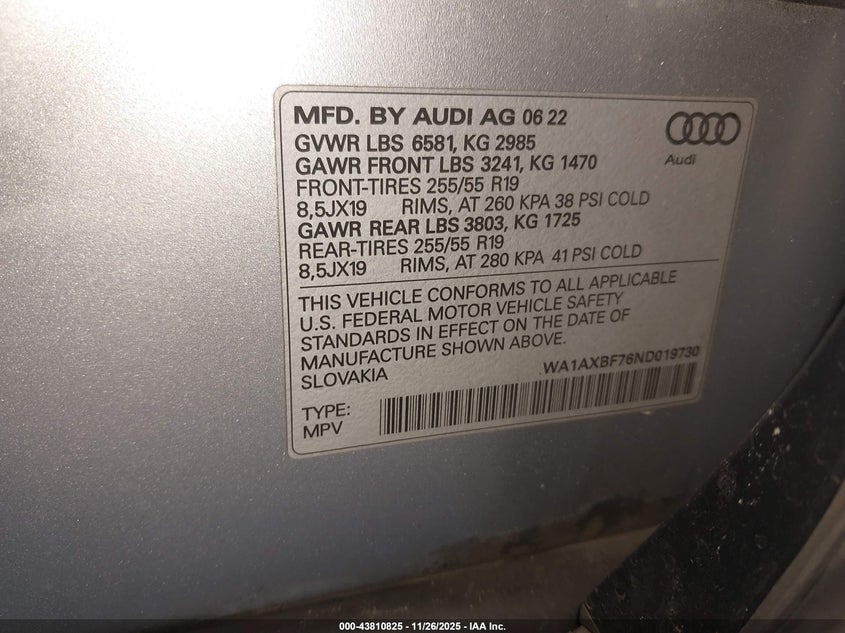 MFD. BY AUDI AG 06 22
GVWR LBS 6581, KG 2985
GAWR FRONT LBS 3241, KG 1470
FRONT-TIRES 255/55 R19
8,5JX19 RIMS, AT 260 KPA 38 PSI COLD
GAWR REAR LBS 3803, KG 1725
REAR-TIRES 255/55 R19
8,5JX19 RIMS, AT 280 KPA 41 PSI COLD
Audi
THIS VEHICLE CONFORMS TO ALL APPLICABLE
U.S. FEDERAL MOTOR VEHICLE SAFETY
STANDARDS IN EFFECT ON THE DATE OF
MANUFACTURE SHOWN ABOVE.
SLOVAKIA
WA1AXBF76ND019730
TYPE:
MPV
000-43810825 - 11/26/2025 - IAA Inc.